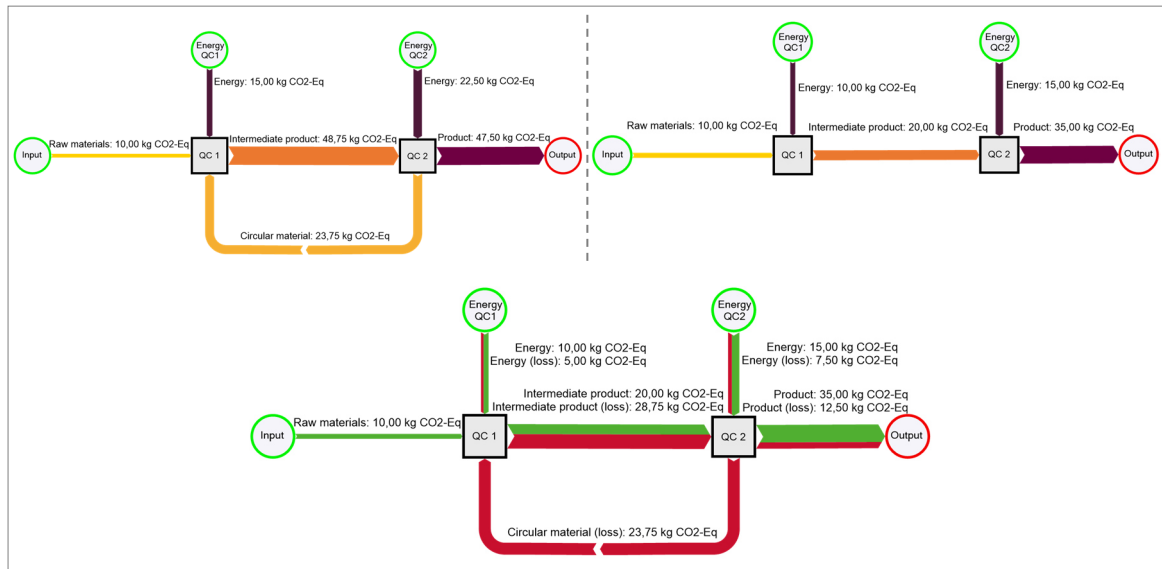 Energy
QC1
Energy
QC2
Energy: 15,00 kg CO2-Eq
Energy: 22,50 kg CO2-Eq
Raw materials: 10,00 kg CO2-Eq
Intermediate product: 48,75 kg CO2-Eq
Product: 47,50 kg CO2-Eq
Input
QC 1
QC 2
Output
Circular material: 23,75 kg CO2-Eq
Energy
QC1
Energy
QC2
Energy: 10,00 kg CO2-Eq
Energy: 15,00 kg CO2-Eq
Raw materials: 10,00 kg CO2-Eq
Intermediate product: 20,00 kg CO2-Eq
Product: 35,00 kg CO2-Eq
Input
QC 1
QC 2
Output
Energy
QC1
Energy
QC2
Energy: 10,00 kg CO2-Eq
Energy (loss): 5,00 kg CO2-Eq
Energy: 15,00 kg CO2-Eq
Energy (loss): 7,50 kg CO2-Eq
Raw materials: 10,00 kg CO2-Eq
Intermediate product: 20,00 kg CO2-Eq
Intermediate product (loss): 28,75 kg CO2-Eq
Product: 35,00 kg CO2-Eq
Product (loss): 12,50 kg CO2-Eq
Input
QC 1
QC 2
Output
Circular material (loss): 23,75 kg CO2-Eq